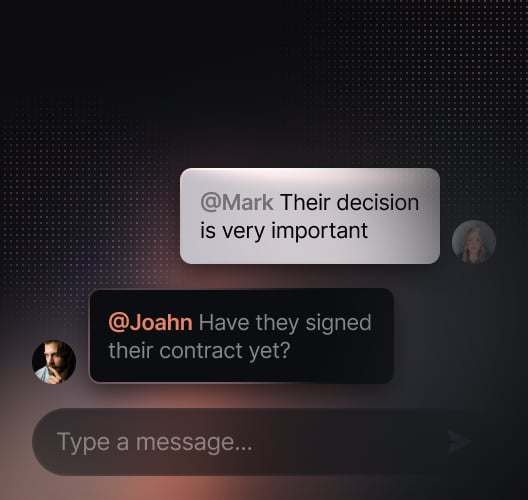 @Mark Their decision
is very important
@Joahn Have they signed
their contract yet?
Type a message...